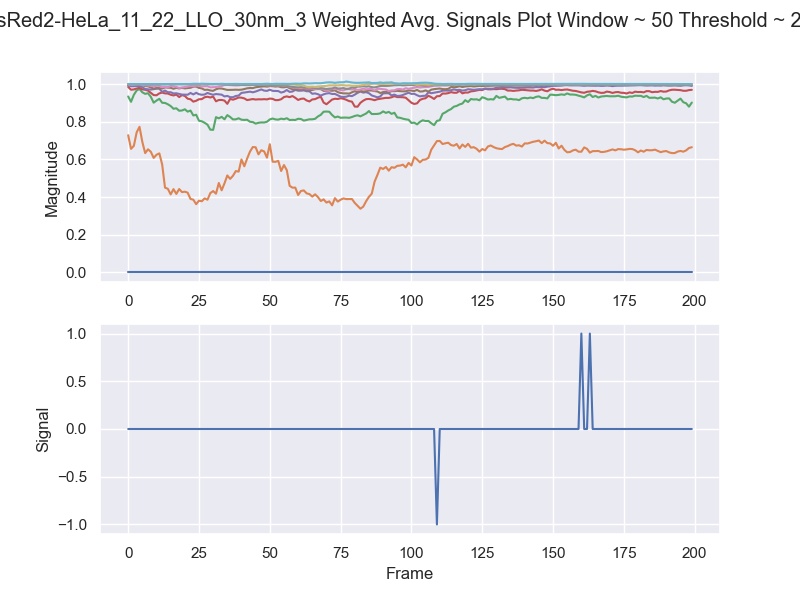 sRed2-HeLa_11_22_LLO_30nm_3 Weighted Avg. Signals Plot Window ~ 50 Threshold ~ 2
1.0
0.8
0.6
0.4
0.2
0.0
Magnitude
0 25 50 75 100 125 150 175 200
1.0
0.5
0.0
−0.5
−1.0
Signal
0 25 50 75 100 125 150 175 200
Frame